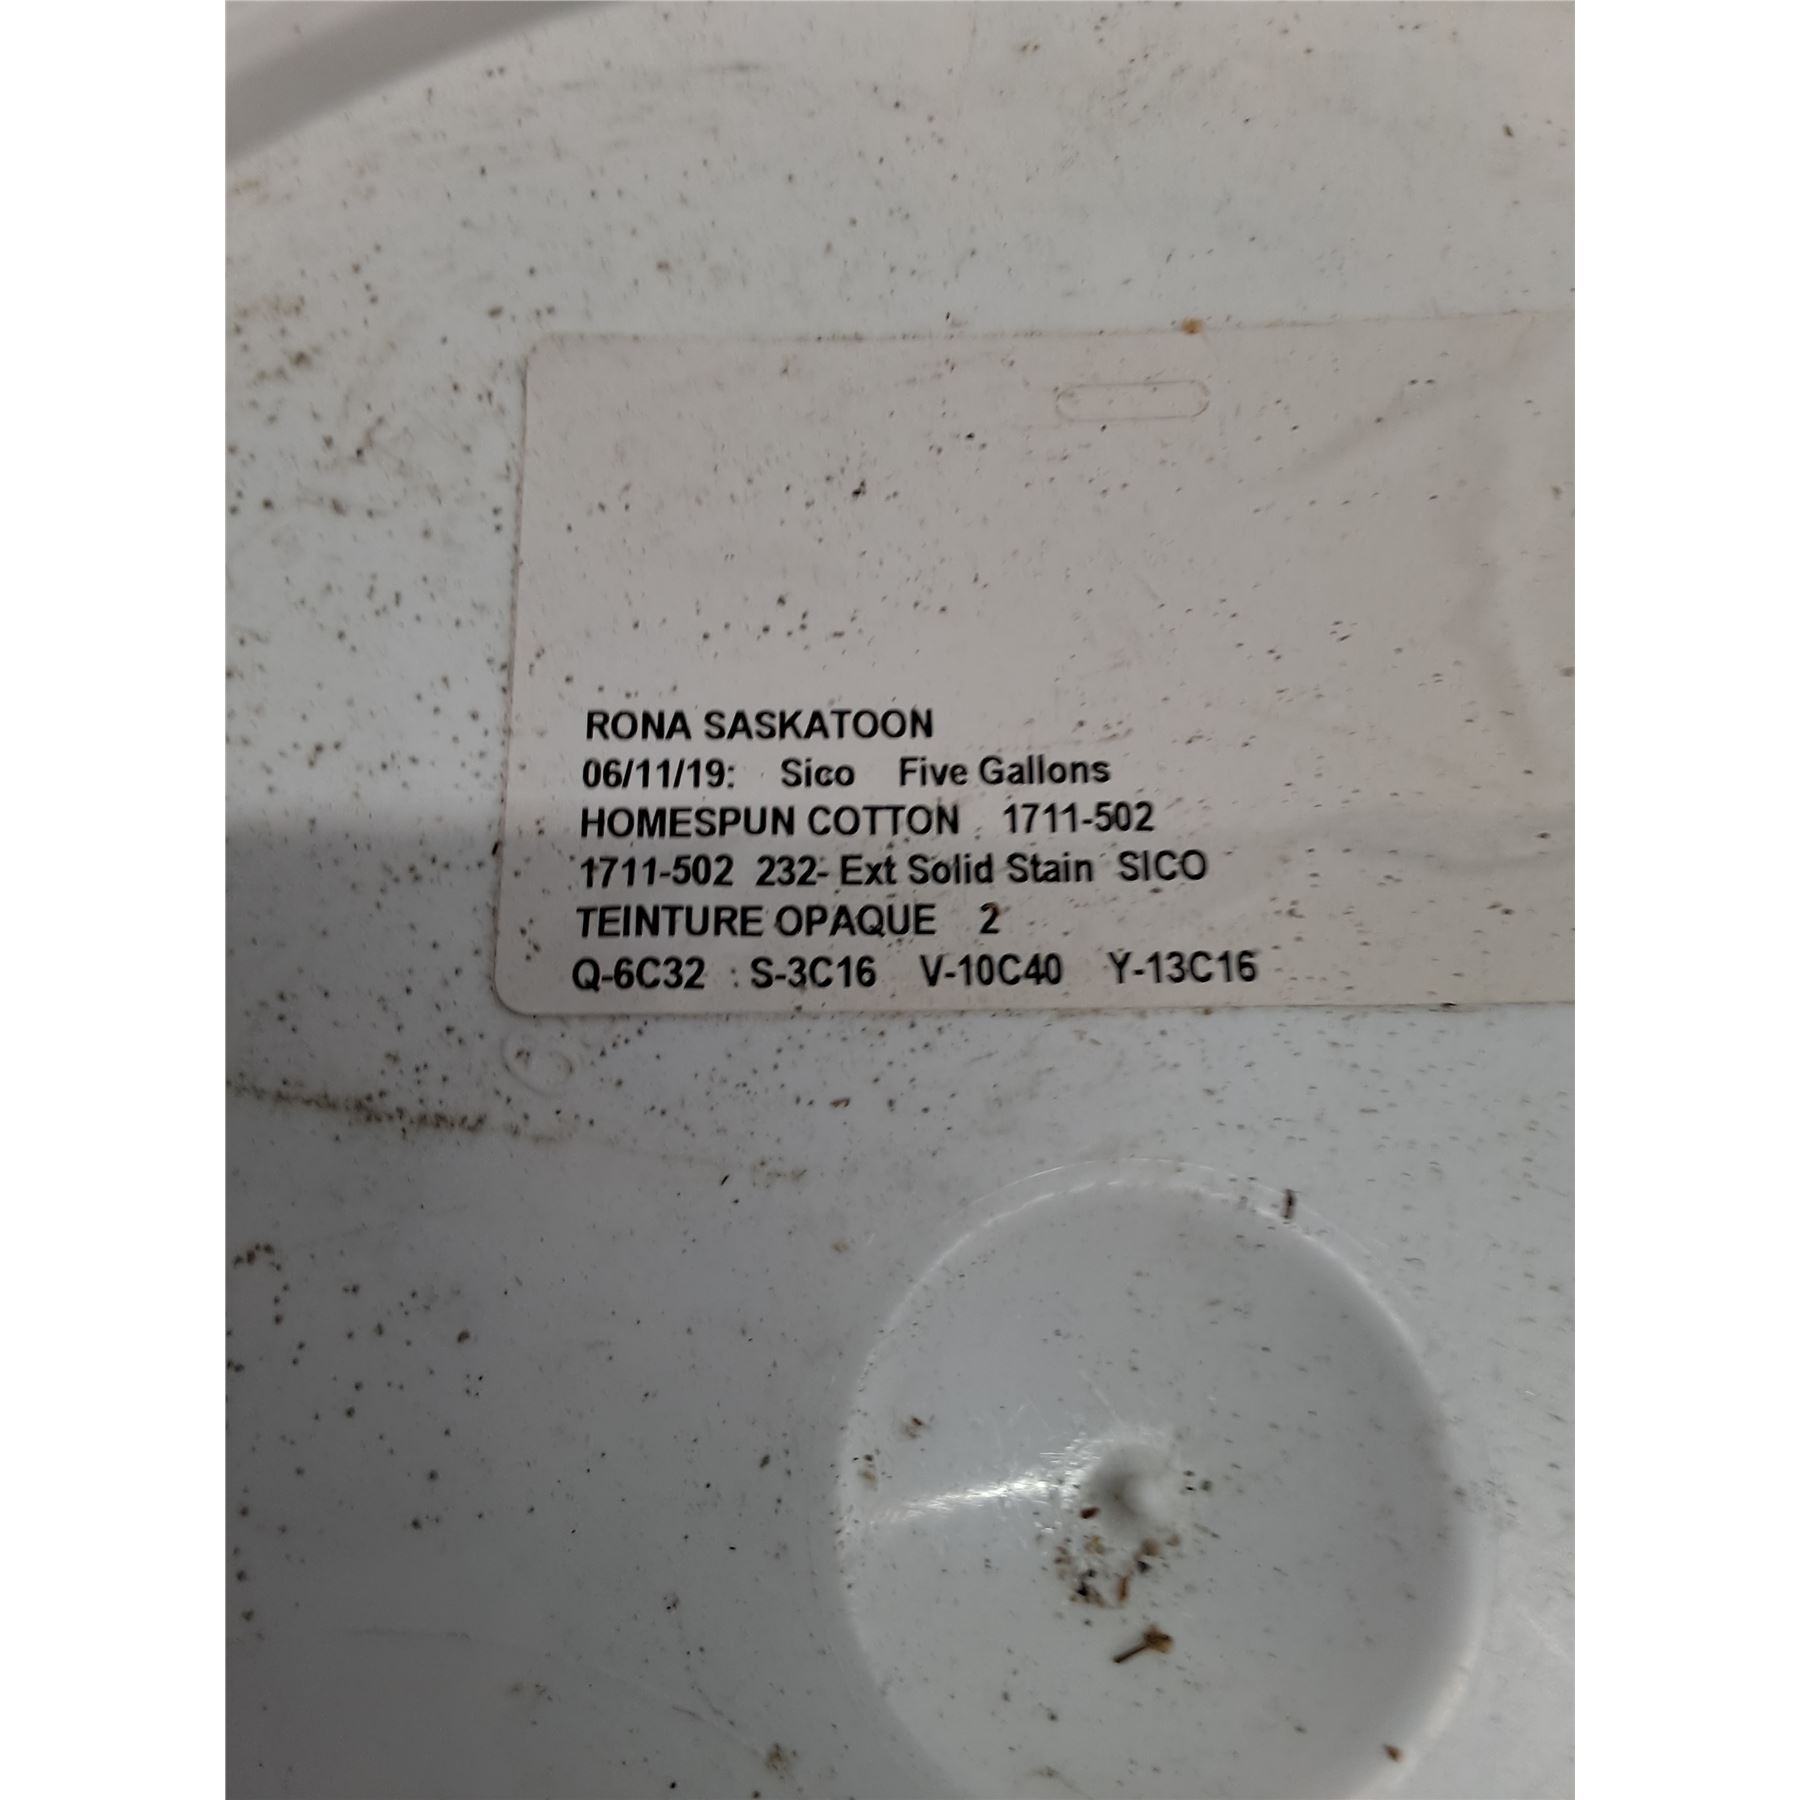 RONA SASKATOON
06/11/19: Sico Five Gallons
HOMESPUN COTTON 1711-502
1711-502 232- Ext Solid Stain SICO
TEINTURE OPAQUE 2
Q-6C32 S-3C16 V-10C40 Y-13C16